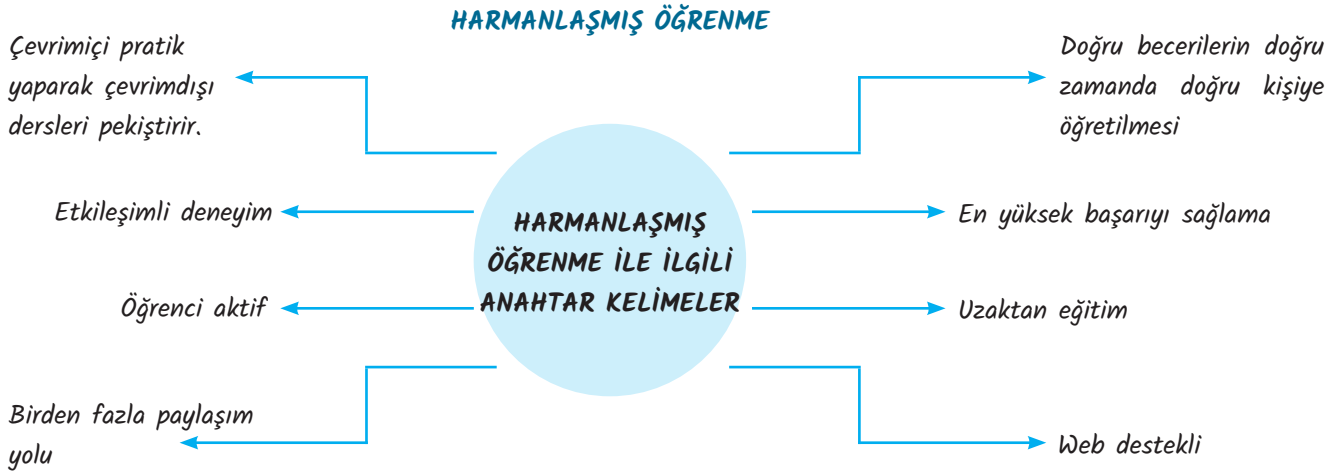 HARMANLAŞMIŞ ÖĞRENME
Çevrimiçi pratik
yaparak çevrimdışı
dersleri pekiştirir.
Etkileşimli deneyim
Öğrenci aktif
Birden fazla paylaşım
yolu
HARMANLAŞMIŞ
ÖĞRENME İLE İLGİLİ
ANAHTAR KELİMELER
Doğru becerilerin doğru
zamanda doğru kişiye
öğretilmesi
En yüksek başarıyı sağlama
Uzaktan eğitim
Web destekli